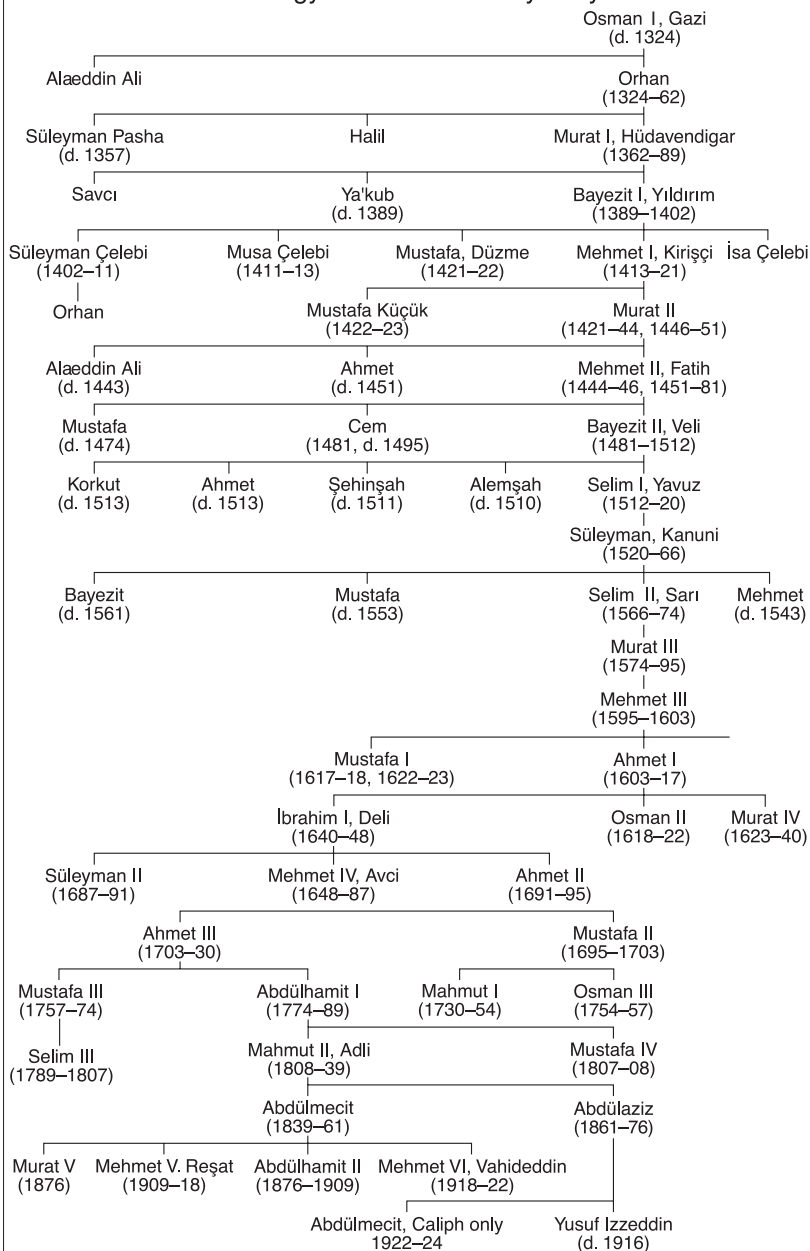 Osman I, Gazi
(d. 1324)
Alaeddin Ali
Orhan
(1324–62)
Süleyman Pasha
(d. 1357)
Halil
Murat I, Hüdavendigar
(1362–89)
Savcı
Ya'kub
(d. 1389)
Bayezit I, Yıldırım
(1389–1402)
Süleyman Çelebi
(1402–11)
Musa Çelebi
(1411–13)
Mustafa, Düzme
(1421–22)
Mehmet I, Kirişçi
(1413–21)
İsa Çelebi
Orhan
Mustafa Küçük
(1422–23)
Murat II
(1421–44, 1446–51)
Alaeddin Ali
(d. 1443)
Ahmet
(d. 1451)
Mehmet II, Fatih
(1444–46, 1451–81)
Mustafa
(d. 1474)
Cem
(1481, d. 1495)
Bayezit II, Veli
(1481–1512)
Korkut
(d. 1513)
Ahmet
(d. 1513)
Şehinşah
(d. 1511)
Alemşah
(d. 1510)
Selim I, Yavuz
(1512–20)
Süleyman, Kanuni
(1520–66)
Bayezit
(d. 1561)
Mustafa
(d. 1553)
Selim II, Sarı
(1566–74)
Mehmet
(d. 1543)
Murat III
(1574–95)
Mehmet III
(1595–1603)
Mustafa I
(1617–18, 1622–23)
Ahmet I
(1603–17)
İbrahim I, Deli
(1640–48)
Osman II
(1618–22)
Murat IV
(1623–40)
Süleyman II
(1687–91)
Mehmet IV, Avci
(1648–87)
Ahmet II
(1691–95)
Ahmet III
(1703–30)
Mustafa II
(1695–1703)
Mustafa III
(1757–74)
Abdülhamit I
(1774–89)
Mahmut I
(1730–54)
Osman III
(1754–57)
Selim III
(1789–1807)
Mahmut II, Adli
(1808–39)
Mustafa IV
(1807–08)
Abdülmecit
(1839–61)
Abdülaziz
(1861–76)
Murat V
(1876)
Mehmet V. Reşat
(1909–18)
Abdülhamit II
(1876–1909)
Mehmet VI, Vahideddin
(1918–22)
Abdülmecit, Caliph only
1922–24
Yusuf Izzeddin
(d. 1916)